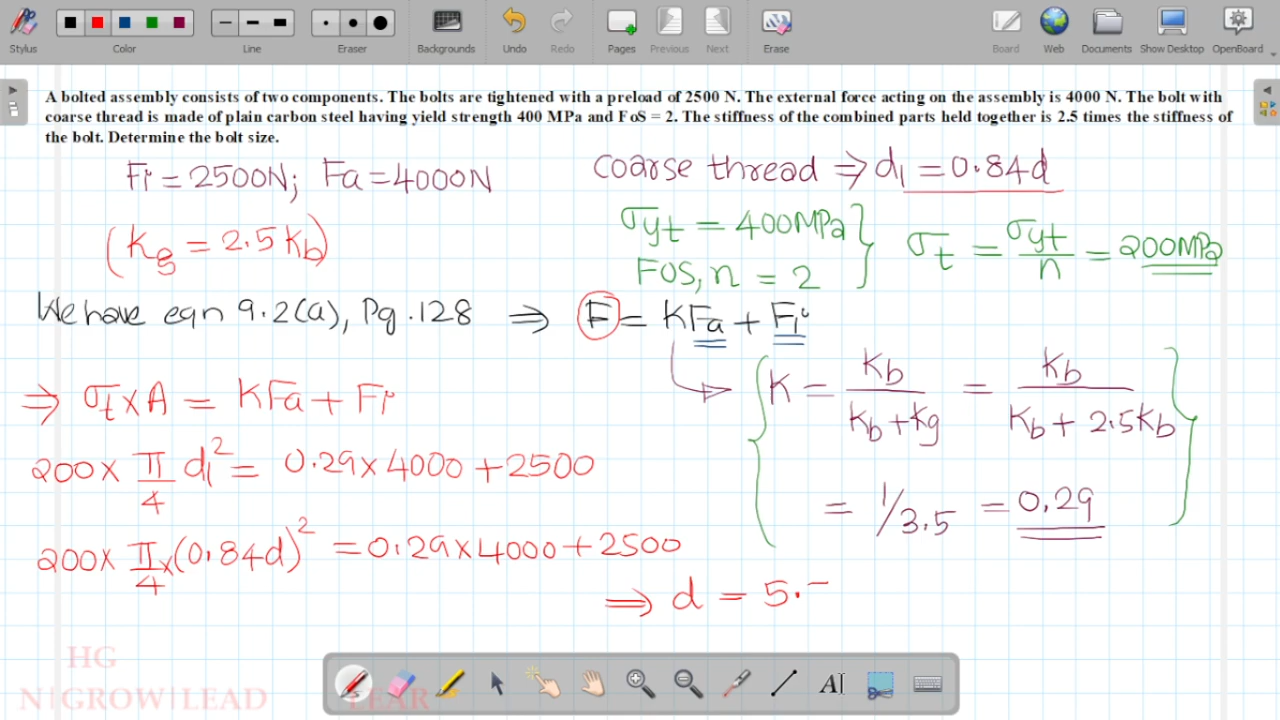 Stylus Color Line Eraser Backgrounds Undo Redo Pages Previous Next Erase Board Web Documents Show Desktop OpenBoard
A bolted assembly consists of two components. The bolts are tightened with a preload of 2500 N. The external force acting on the assembly is 4000 N. The bolt with
coarse thread is made of plain carbon steel having yield strength 400 MPa and FoS = 2. The stiffness of the combined parts held together is 2.5 times the stiffness of
the bolt. Determine the bolt size.
Fi = 2500N; Fa = 4000N
coarse thread ⇒ d₁ = 0.84d
(Kg = 2.5Kb)
σyt = 400MPa
FOS, n = 2
σt = σyt/n = 200MPa
We have eqn 9.2(a), Pg.128 ⇒ F = KFa + Fi
K = Kb/(Kb+Kg) = Kb/(Kb + 2.5Kb)
= 1/3.5 = 0.29
⇒ σt × A = KFa + Fi
200 × π/4 d₁² = 0.29 × 4000 + 2500
200 × π/4 × (0.84d)² = 0.29 × 4000 + 2500
⇒ d = 5.
HG
N|GROW|LEAD LEAR
AI